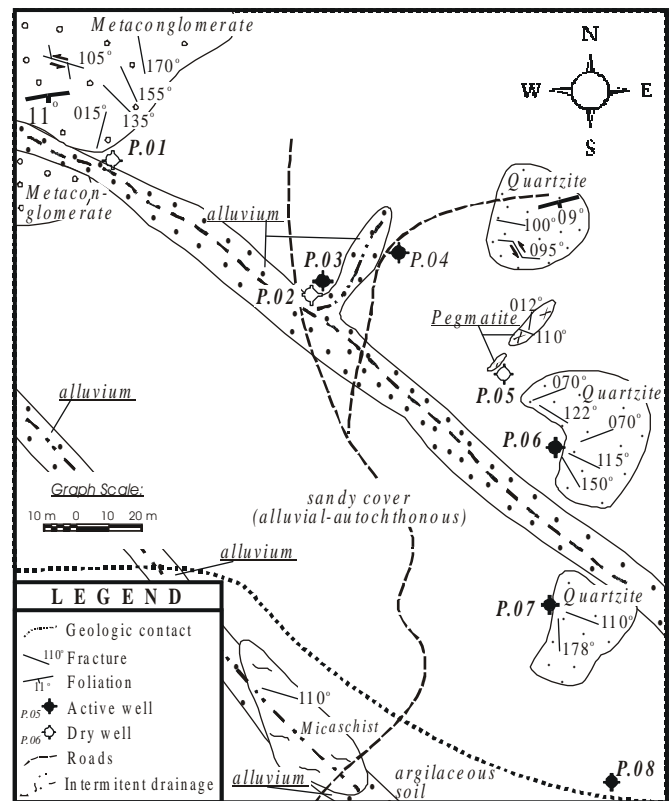 Metaconglomerate
N
105°
170°
155°
W
E
11°
015°
135°
S
P.01
Quartzite
Metacon-
glomerate
alluvium
100°
09°
P.03
P.04
095°
P.02
012°
Pegmatite
110°
alluvium
P.05
070°
Quartzite
122°
070°
P.06
115°
Graph Scale:
150°
10 m 0 10 20 m
sandy cover
(alluvial-autochthonous)
alluvium
LEGEND
Quartzite
P.07
110°
Geologic contact
178°
110° Fracture
11° Foliation
110°
P.05 Active well
Micaschist
P.06 Dry well
Roads
P.08
Intermitent drainage
alluvium
argilaceous
soil